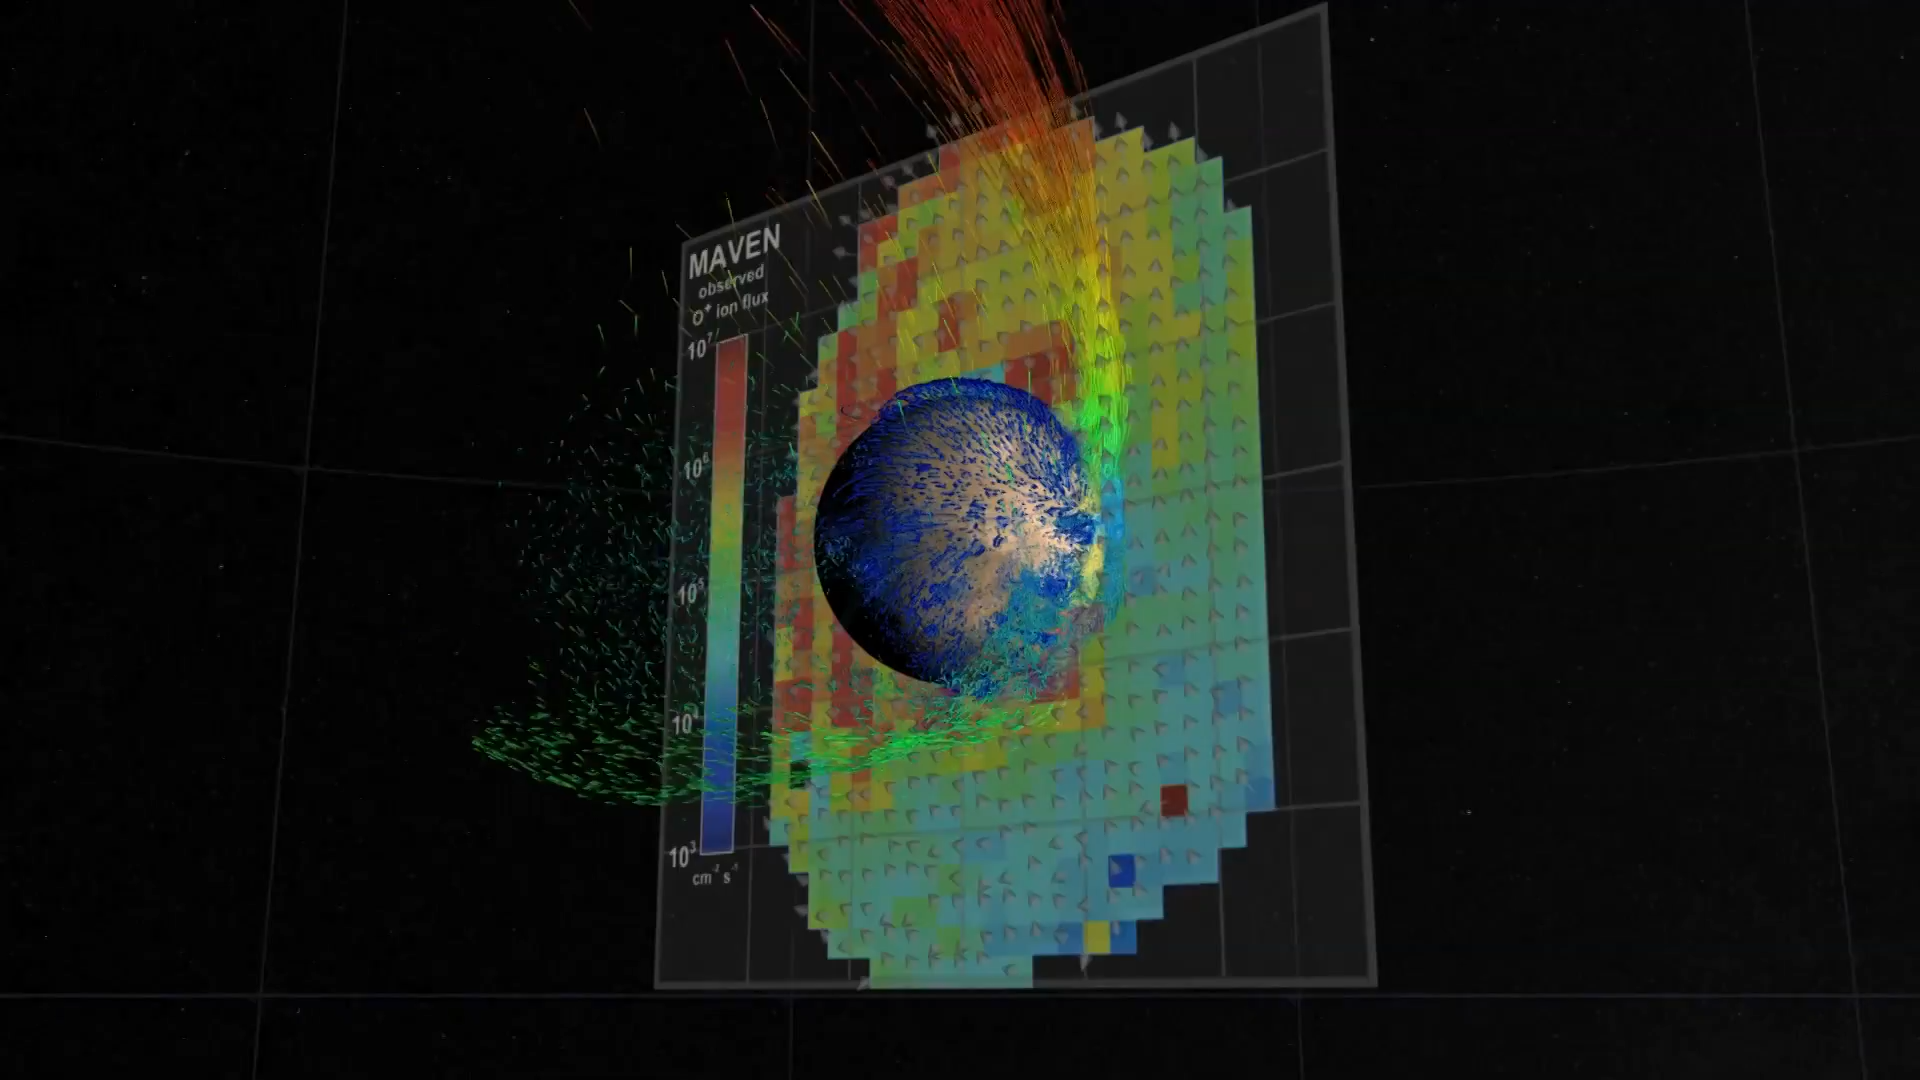 MAVEN
observed
O⁺ ion flux
10⁷
10⁶
10⁵
10⁴
10³
cm⁻² s⁻¹